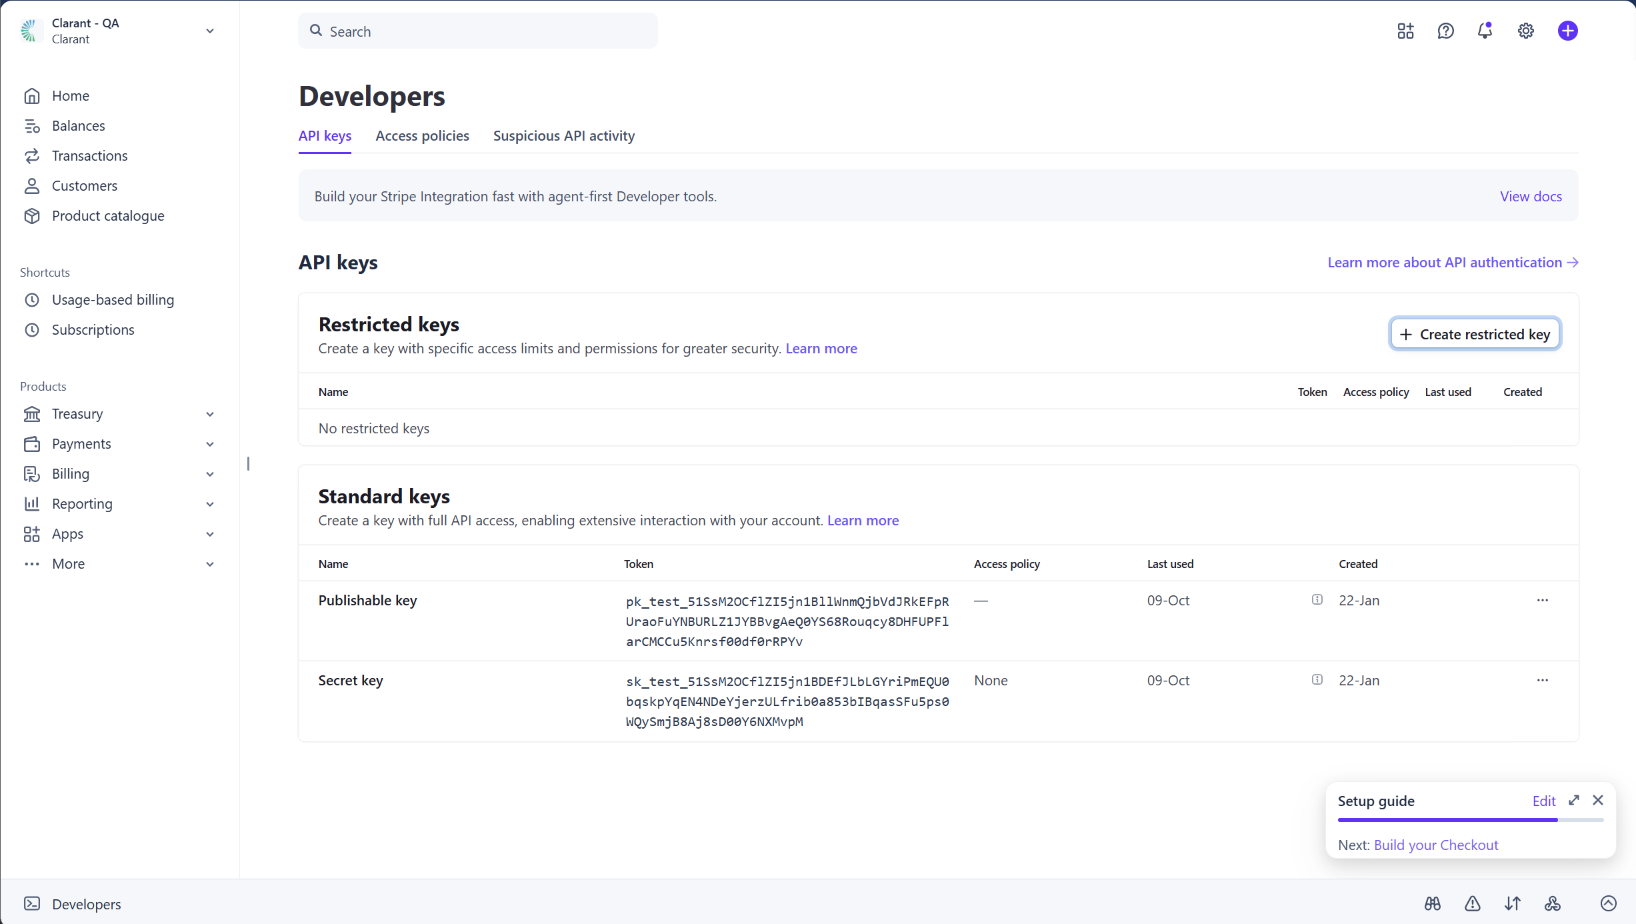 Clarant - QA
Clarant
Search
Home
Balances
Transactions
Customers
Product catalogue
Shortcuts
Usage-based billing
Subscriptions
Products
Treasury
Payments
Billing
Reporting
Apps
More
Developers
API keys Access policies Suspicious API activity
Build your Stripe Integration fast with agent-first Developer tools. View docs
API keys Learn more about API authentication →
Restricted keys
Create a key with specific access limits and permissions for greater security. Learn more
+ Create restricted key
Name Token Access policy Last used Created
No restricted keys
Standard keys
Create a key with full API access, enabling extensive interaction with your account. Learn more
Name Token Access policy Last used Created
Publishable key pk_test_51SsM2OCflZI5jn1BllWnmQjbVdJRkEFpR — 09-Oct 22-Jan
UraoFuYNBURLZ1JYBBvgAeQ0YS68Rouqcy8DHFUPFl
arCMCCu5Knrsf00df0rRPYv
Secret key sk_test_51SsM2OCflZI5jn1BDEfJLbLGYriPmEQU0 None 09-Oct 22-Jan
bqskpYqEN4NDeYjerzULfrib0a853bIBqasSFu5ps0
WQySmjB8Aj8sD00Y6NXMvpM
Setup guide Edit
Next: Build your Checkout
Developers